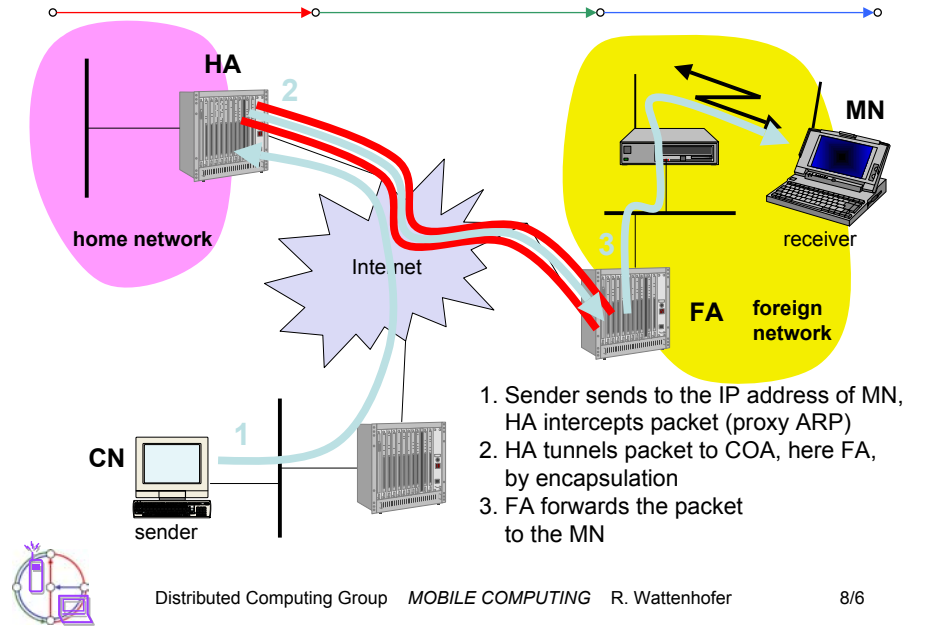 HA
2
MN
home network
Internet
receiver
3
FA
foreign
network
1
CN
sender
1. Sender sends to the IP address of MN,
HA intercepts packet (proxy ARP)
2. HA tunnels packet to COA, here FA,
by encapsulation
3. FA forwards the packet
to the MN
Distributed Computing Group MOBILE COMPUTING R. Wattenhofer 8/6